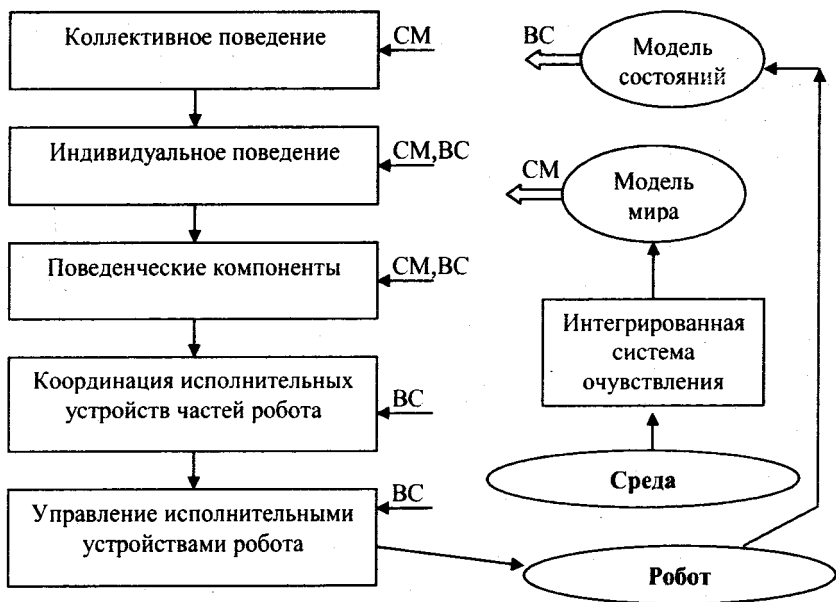 Коллективное поведение
СМ
ВС
Модель
состояний
Индивидуальное поведение
СМ,ВС
СМ
Модель
мира
Поведенческие компоненты
СМ,ВС
Интегрированная
система
очувствления
Координация исполнительных
устройств частей робота
ВС
Среда
Управление исполнительными
устройствами робота
ВС
Робот